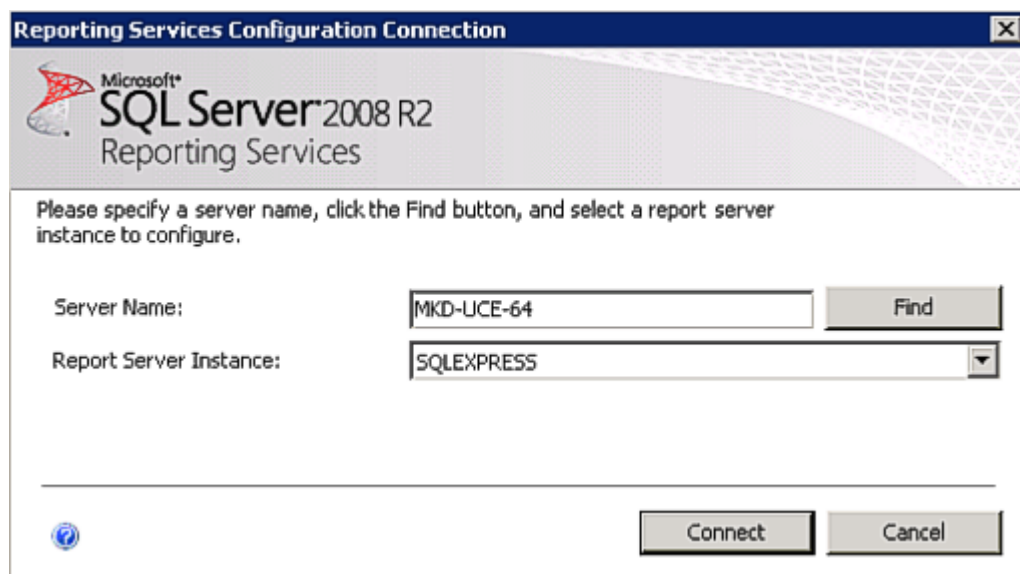 Reporting Services Configuration Connection
Microsoft®
SQL Server 2008 R2
Reporting Services
Please specify a server name, click the Find button, and select a report server
instance to configure.
Server Name:
MKD-UCE-64
Find
Report Server Instance:
SQLEXPRESS
Connect
Cancel